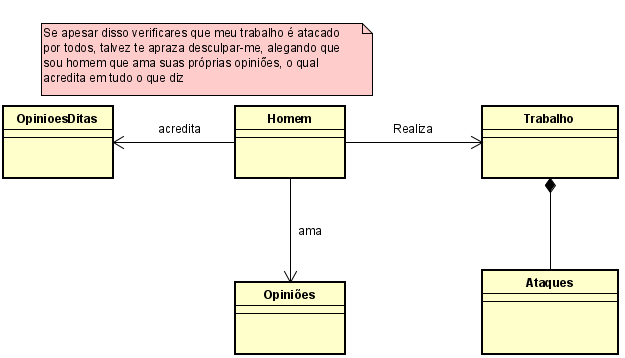 Se apesar disso verificares que meu trabalho é atacado
por todos, talvez te apraza desculpar-me, alegando que
sou homem que ama suas próprias opiniões, o qual
acredita em tudo o que diz
OpinioesDitas
acredita
Homem
Realiza
Trabalho
ama
Opiniões
Ataques